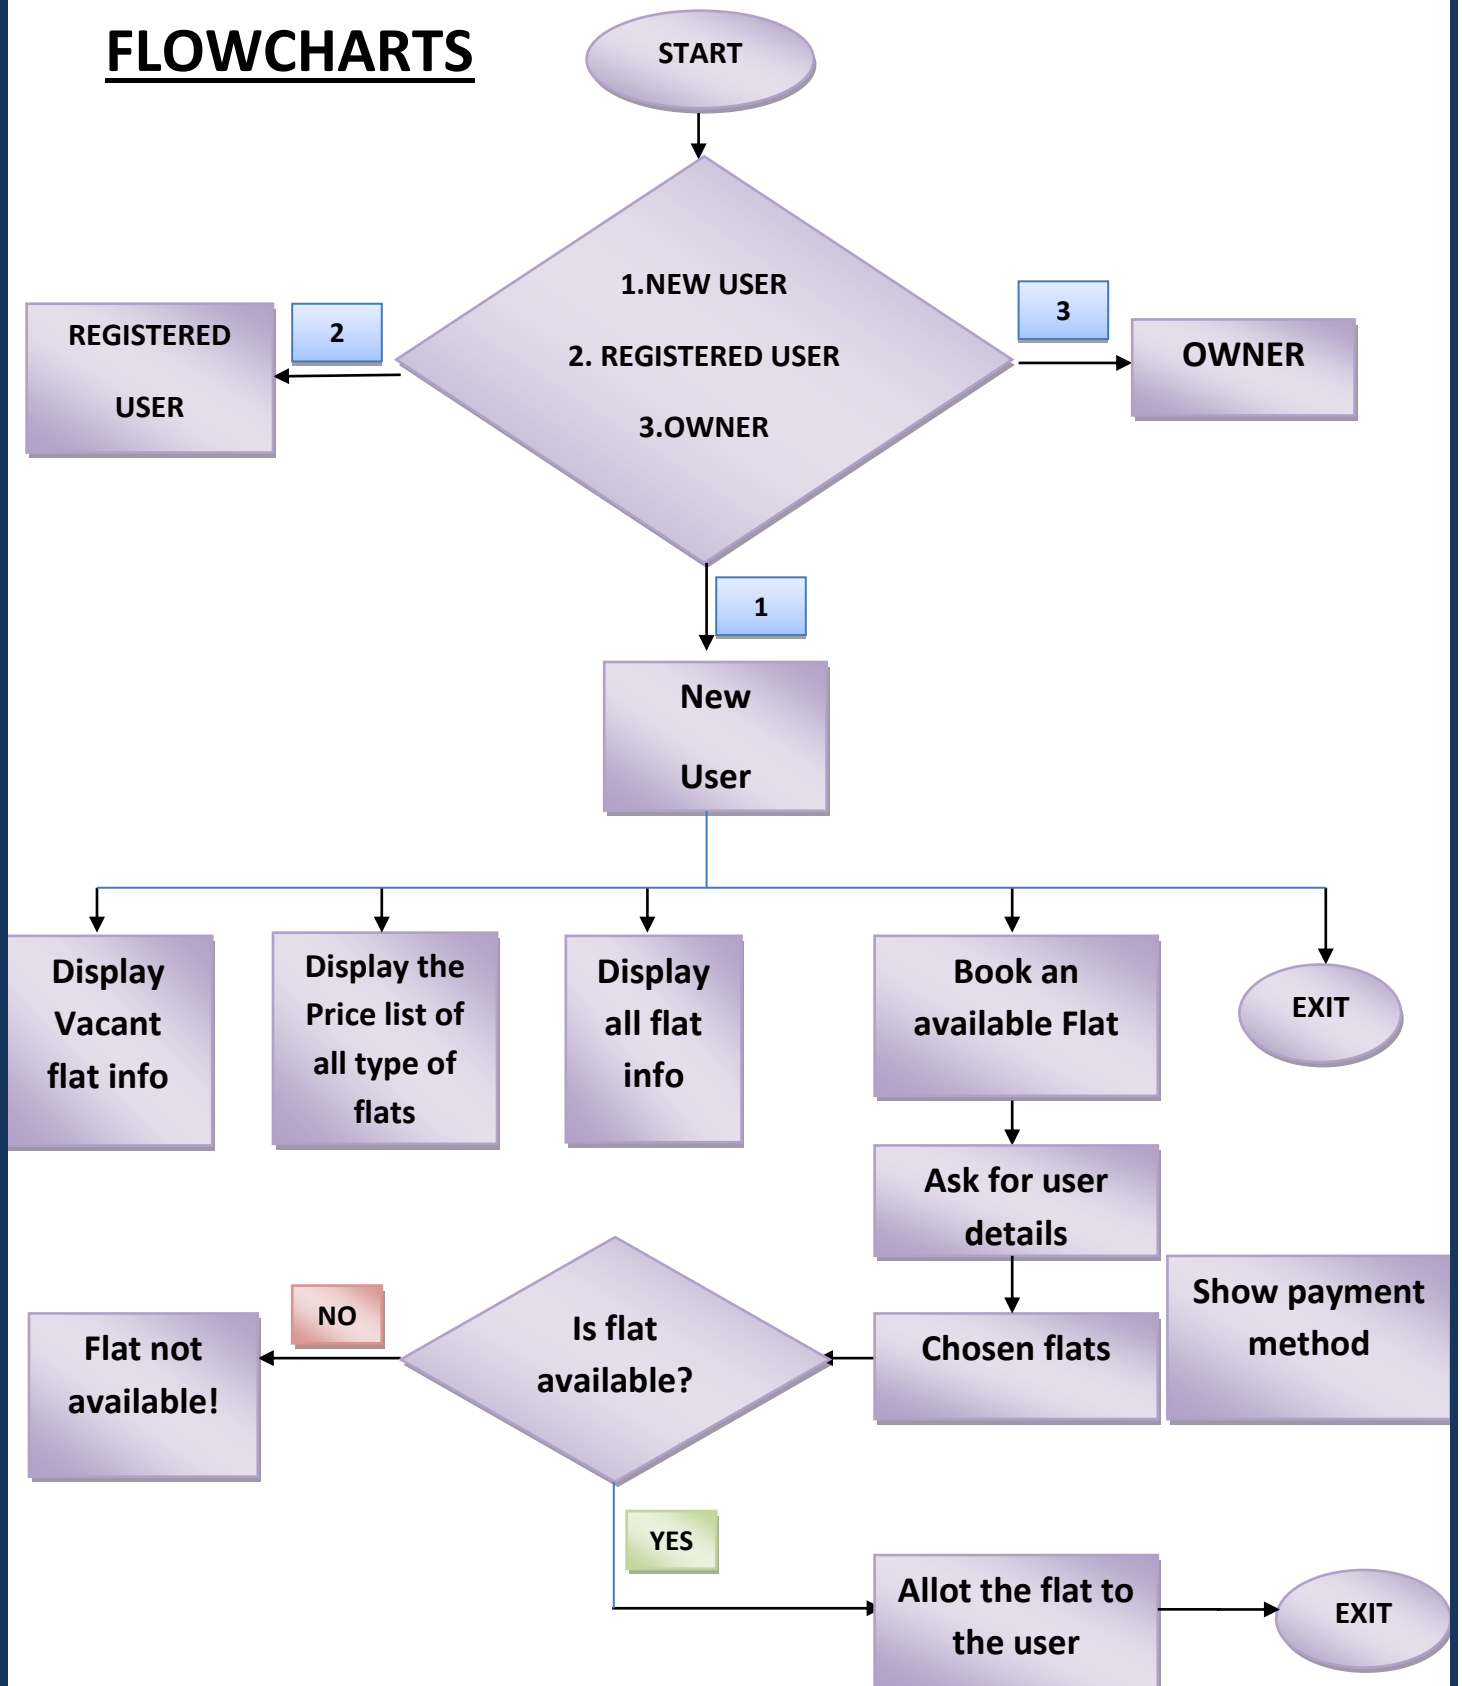 FLOWCHARTS
START
1.NEW USER
2. REGISTERED USER
3.OWNER
2
REGISTERED
USER
3
OWNER
1
New
User
Display
Vacant
flat info
Display the
Price list of
all type of
flats
Display
all flat
info
Book an
available Flat
EXIT
Ask for user
details
Show payment
method
Chosen flats
Is flat
available?
NO
Flat not
available!
YES
Allot the flat to
the user
EXIT